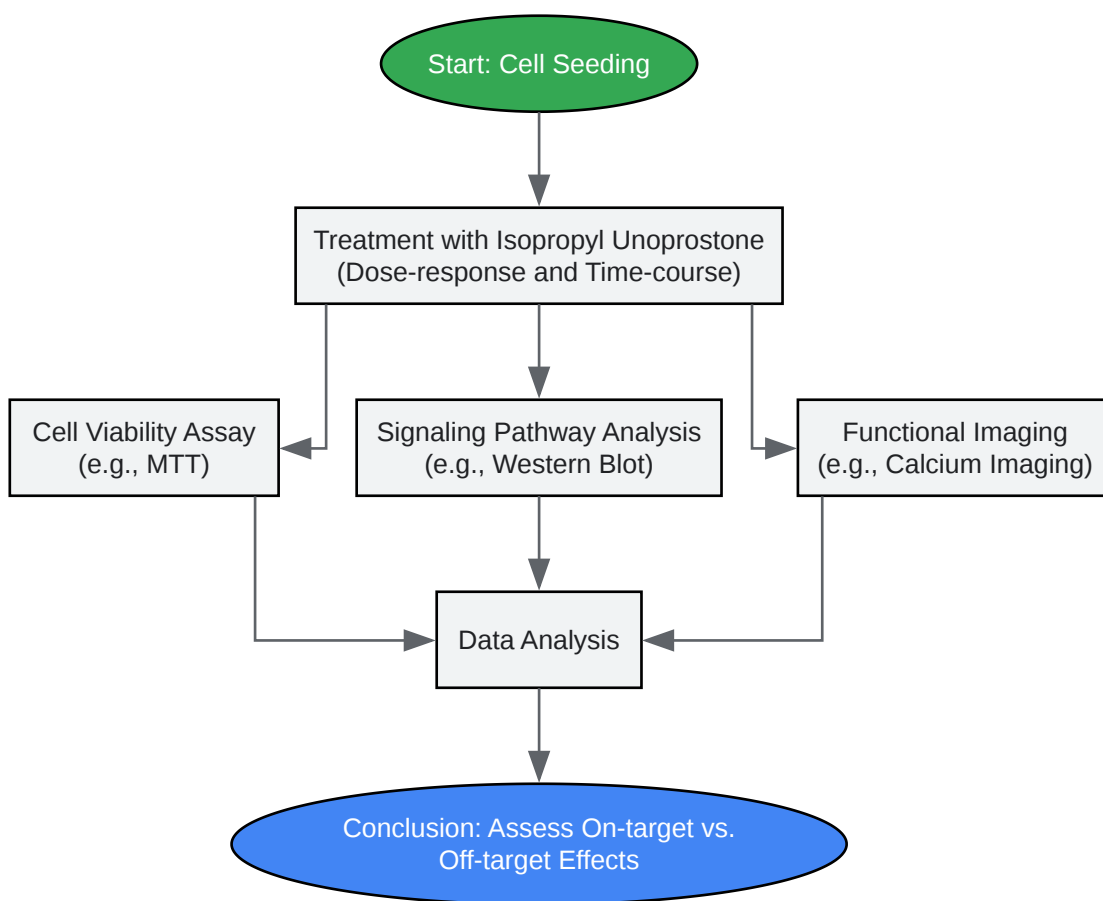 Start: Cell Seeding
Treatment with Isopropyl Unoprostone
(Dose-response and Time-course)
Cell Viability Assay
(e.g., MTT)
Signaling Pathway Analysis
(e.g., Western Blot)
Functional Imaging
(e.g., Calcium Imaging)
Data Analysis
Conclusion: Assess On-target vs.
Off-target Effects